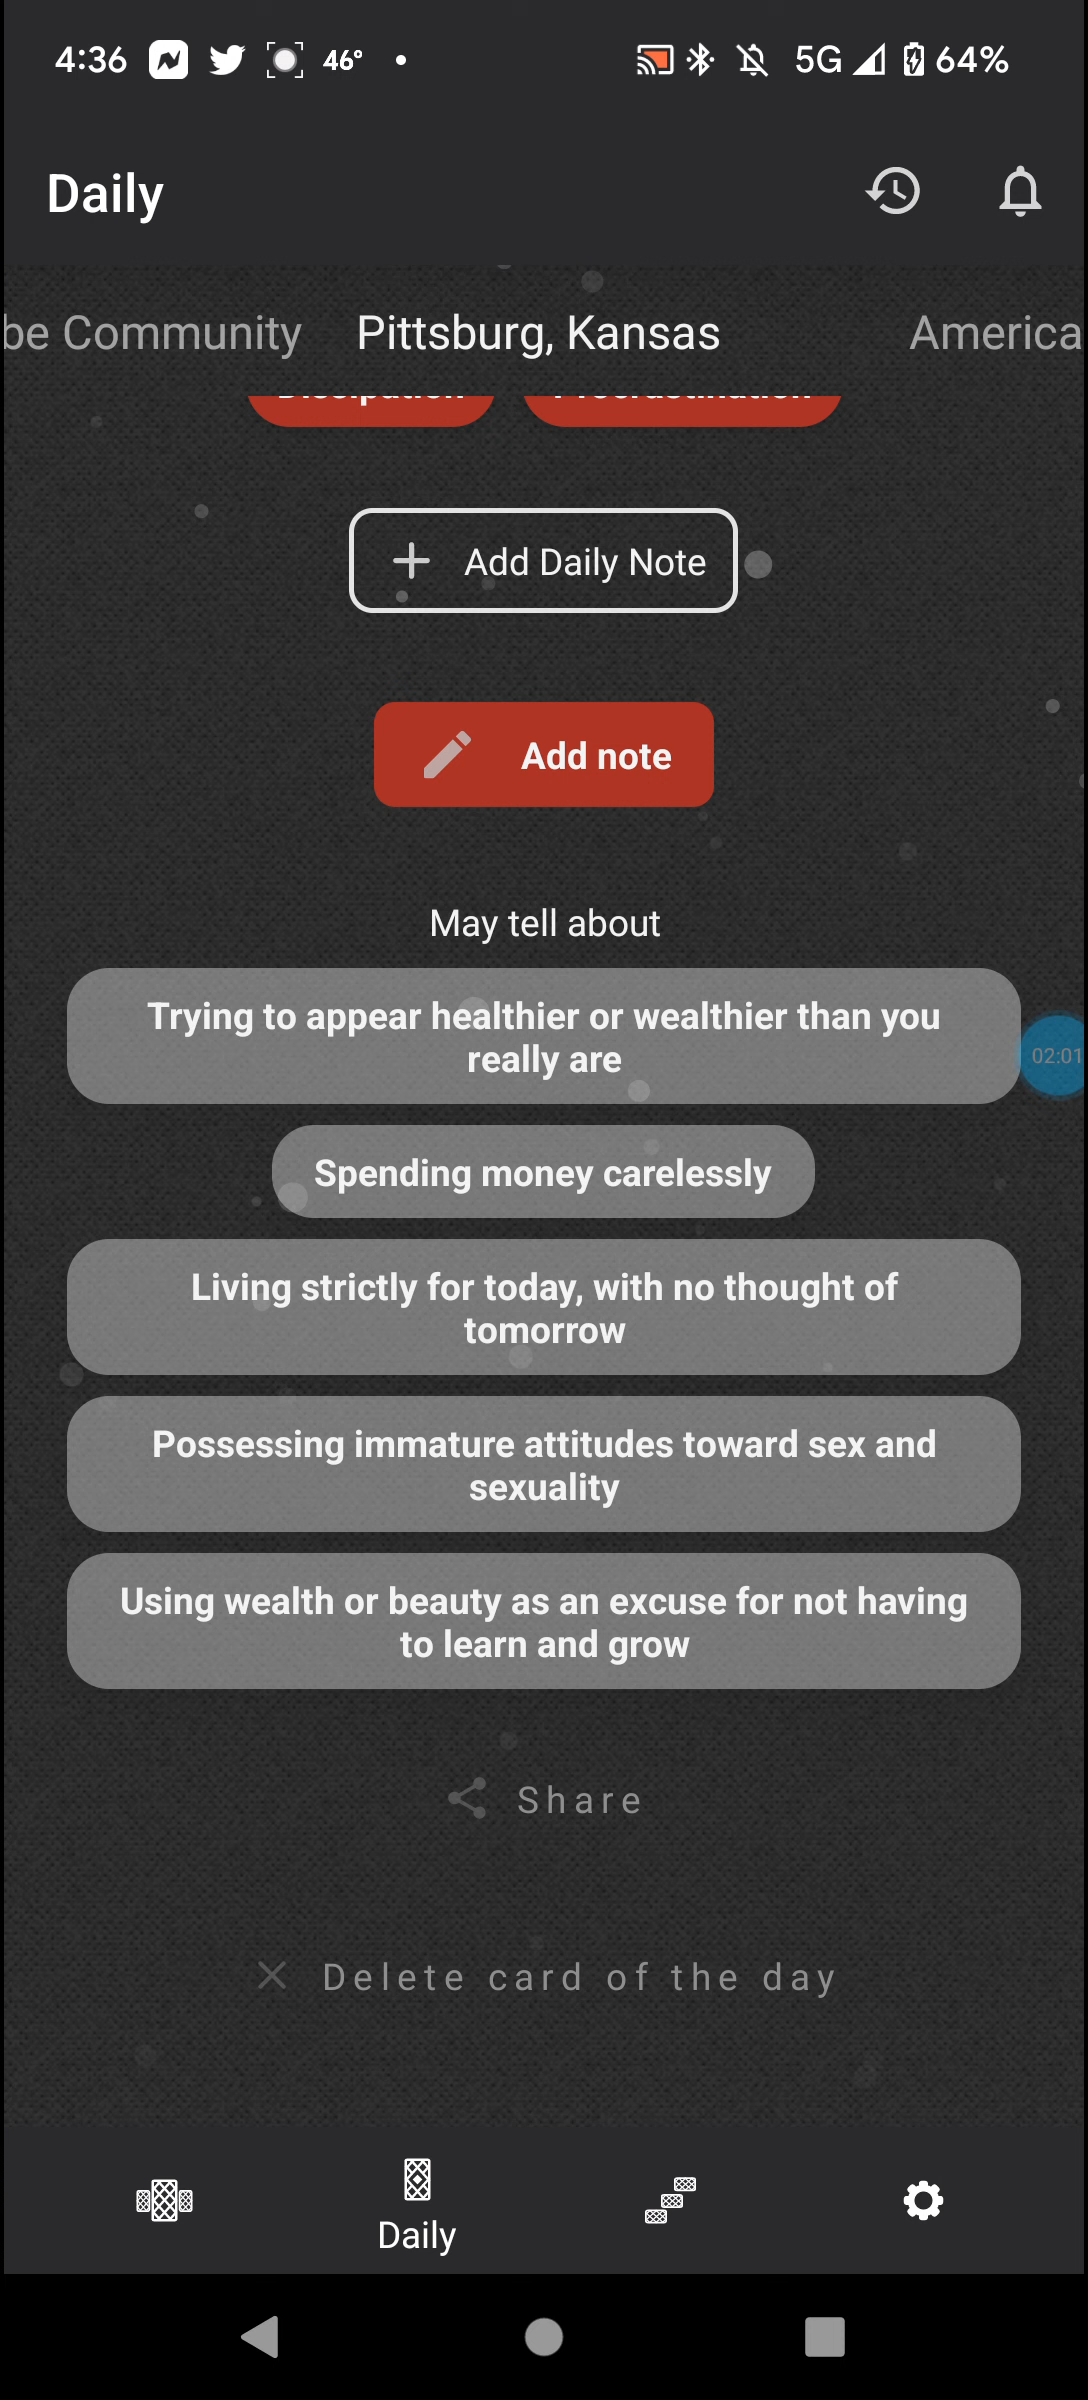 4:36 46° 5G 64%
Daily
be Community Pittsburg, Kansas America
Dissipation Procrastination
Add Daily Note
Add note
May tell about
Trying to appear healthier or wealthier than you
really are
02:01
Spending money carelessly
Living strictly for today, with no thought of
tomorrow
Possessing immature attitudes toward sex and
sexuality
Using wealth or beauty as an excuse for not having
to learn and grow
Share
Delete card of the day
Daily